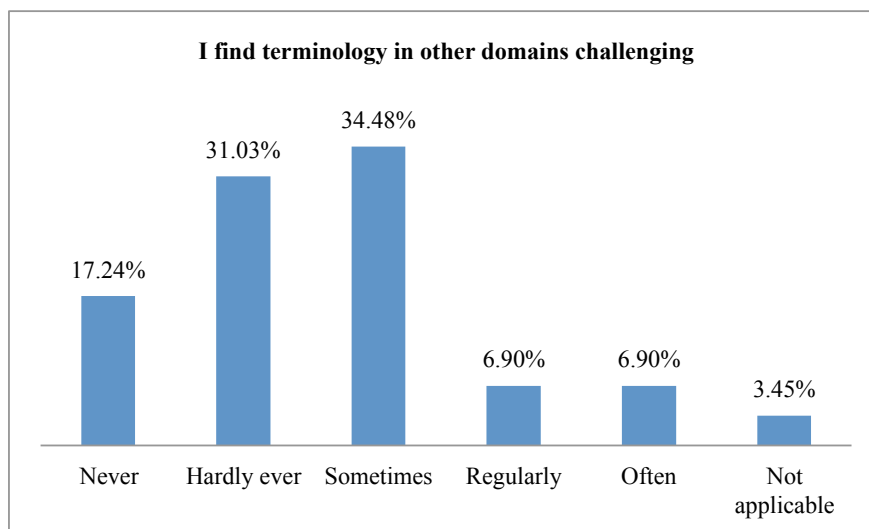 I find terminology in other domains challenging
34.48%
31.03%
17.24%
6.90% 6.90%
3.45%
Never Hardly ever Sometimes Regularly Often Not
applicable